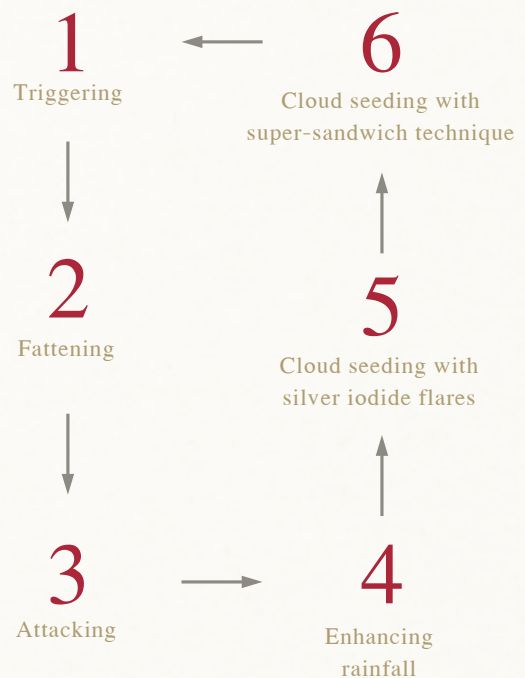 1
Triggering
2
Fattening
3
Attacking
4
Enhancing
rainfall
5
Cloud seeding with
silver iodide flares
6
Cloud seeding with
super-sandwich technique